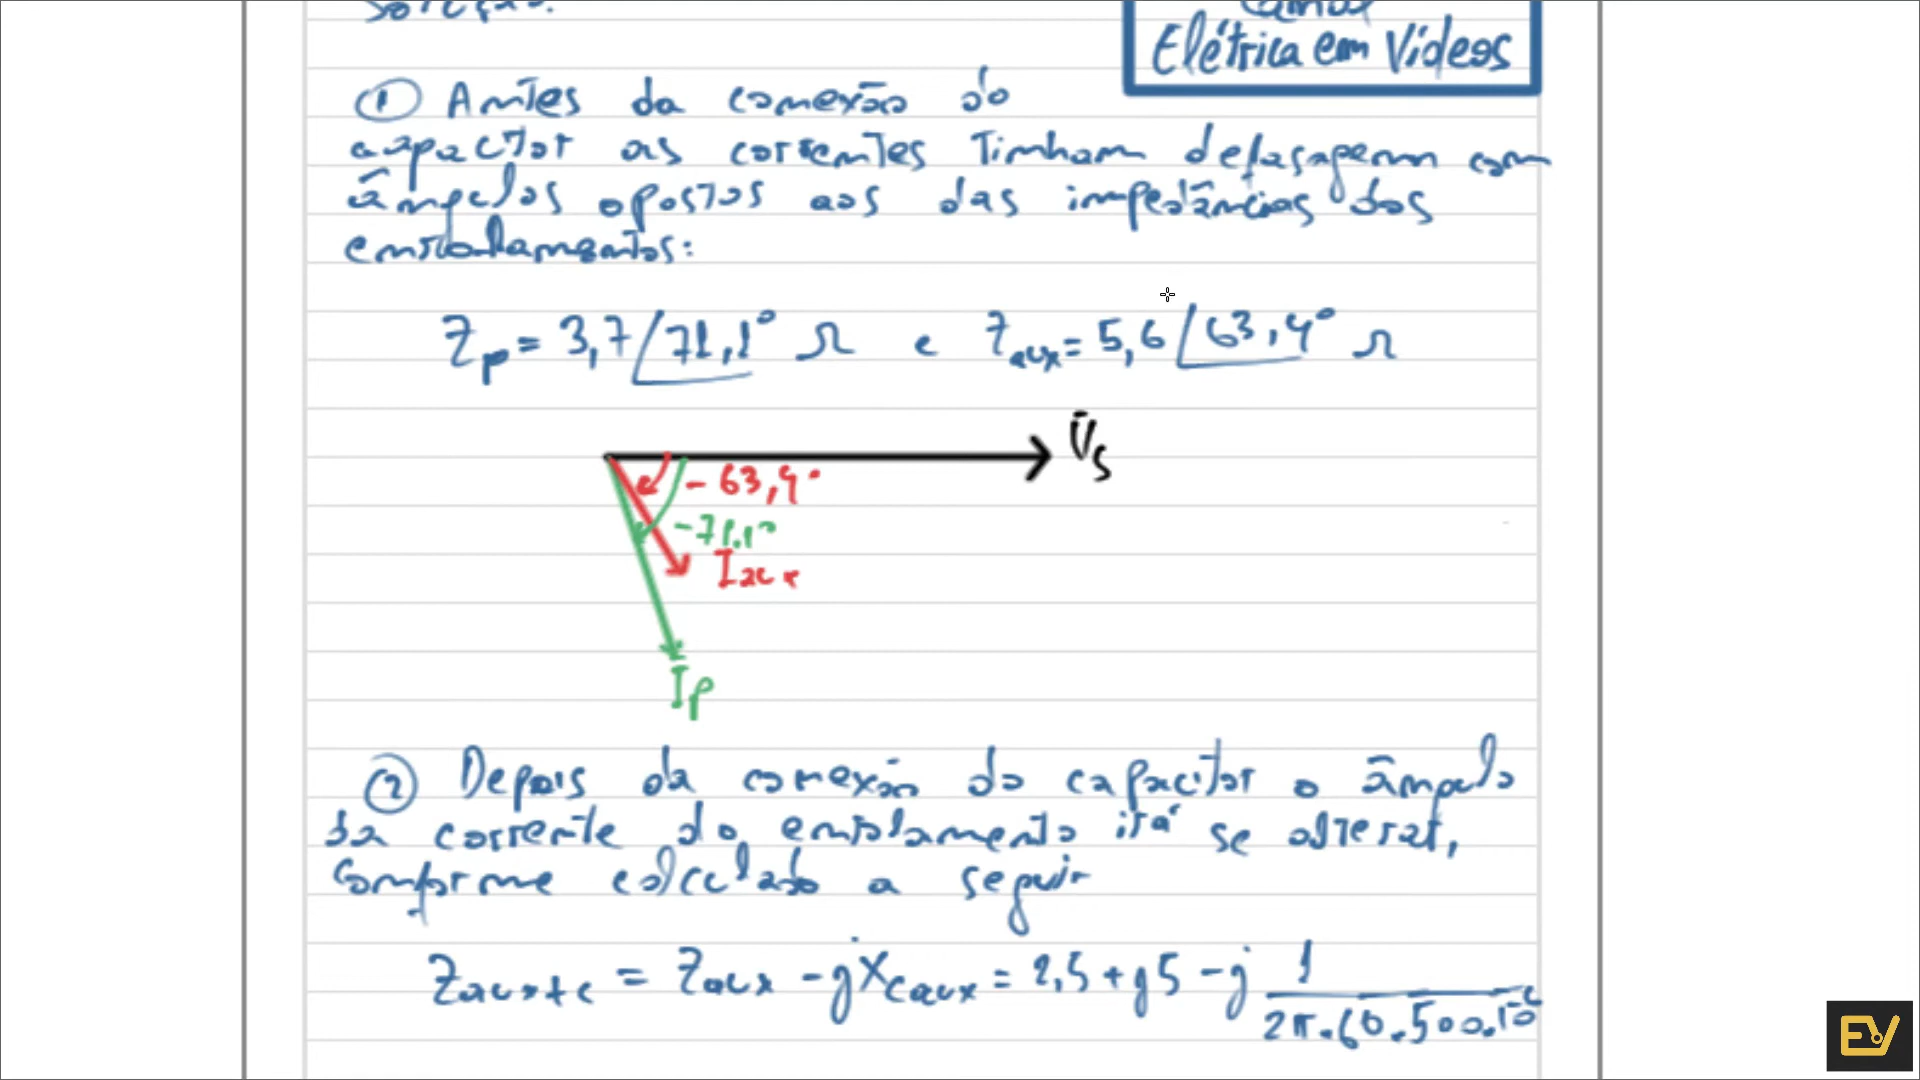 Solução:
Canal
Elétrica em Vídeos
① Antes da conexão do
capacitor as correntes tinham defasagem com
ângulos opostos aos das impedâncias dos
enrolamentos:
Zp = 3,7 /71,1° Ω e Zaux = 5,6 /63,4° Ω
V̇s
- 63,4°
- 71,1°
Iaux
Ip
② Depois da conexão do capacitor o ângulo
da corrente do enrolamento irá se alterar,
conforme calculado a seguir
Zaux+c = Zaux - jXcaux = 2,5 + j5 - j 1
2π.60.500.10⁻⁶
EV